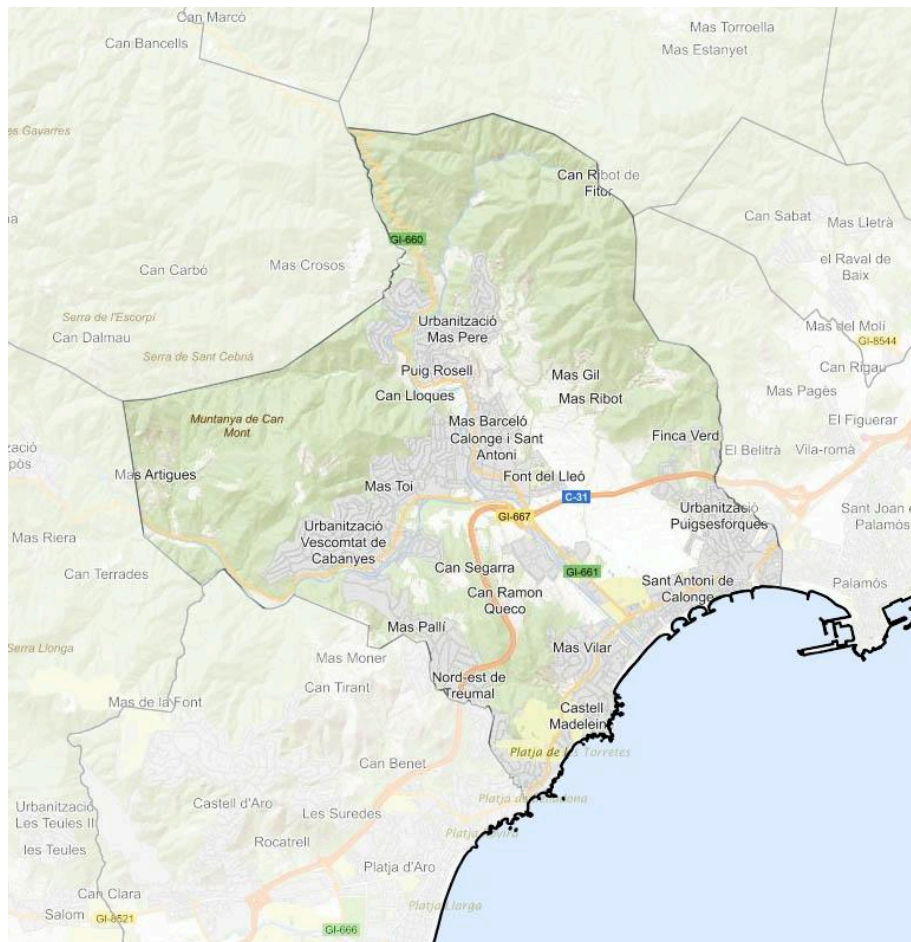 Can Marcó
Can Bancells
Mas Torroella
Mas Estanyet
es Gavarres
Can Ribot de
Fitor
Can Sabat
Mas Lletrà
GI-660
el Raval de
Baix
Mas Crosos
Can Carbó
Serra de l'Escorpí
Can Dalmau
Serra de Sant Cebrià
Urbanització
Mas Pere
Mas del Molí
GI-8544
Puig Rosell
Can Lloques
Mas Gil
Mas Ribot
Can Rigau
Mas Pagès
Muntanya de Can
Mont
Mas Barceló
Calonge i Sant
Antoni
El Figuerar
Finca Verd
El Belitrà
Vila-romà
zació
pòs
Mas Artigues
Mas Toi
Font del Lleó
C-31
GI-667
Urbanització
Puigsesforques
Sant Joan
Palamós
Urbanització
Vescomtat de
Cabanyes
Mas Riera
Can Terrades
Can Segarra
GI-661
Sant Antoni de
Calonge
Palamós
Can Ramon
Queco
Mas Pallí
Mas Vilar
Serra Llonga
Mas Moner
Can Tirant
Nord-est de
Treumal
Mas de la Font
Castell
Madelein
Platja de les Torretes
Can Benet
Castell d'Aro
Les Suredes
Urbanització
Les Teules II
les Teules
Rocatrell
Platja Rovira
Platja d'Aro
Can Clara
Salom
GI-8521
Platja Llarga
GI-666